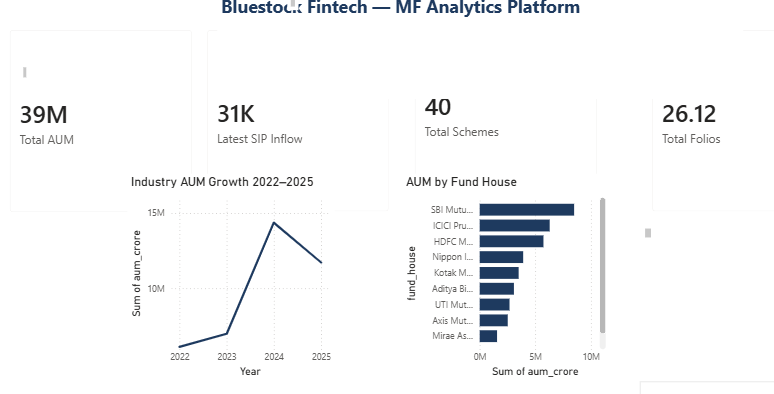 Bluestock Fintech — MF Analytics Platform
39M
Total AUM
31K
Latest SIP Inflow
40
Total Schemes
26.12
Total Folios
Industry AUM Growth 2022–2025
15M
10M
Sum of aum_crore
2022 2023 2024 2025
Year
AUM by Fund House
fund_house
SBI Mutu...
ICICI Pru...
HDFC M...
Nippon I...
Kotak M...
Aditya Bi...
UTI Mut...
Axis Mut...
Mirae As...
0M 5M 10M
Sum of aum_crore